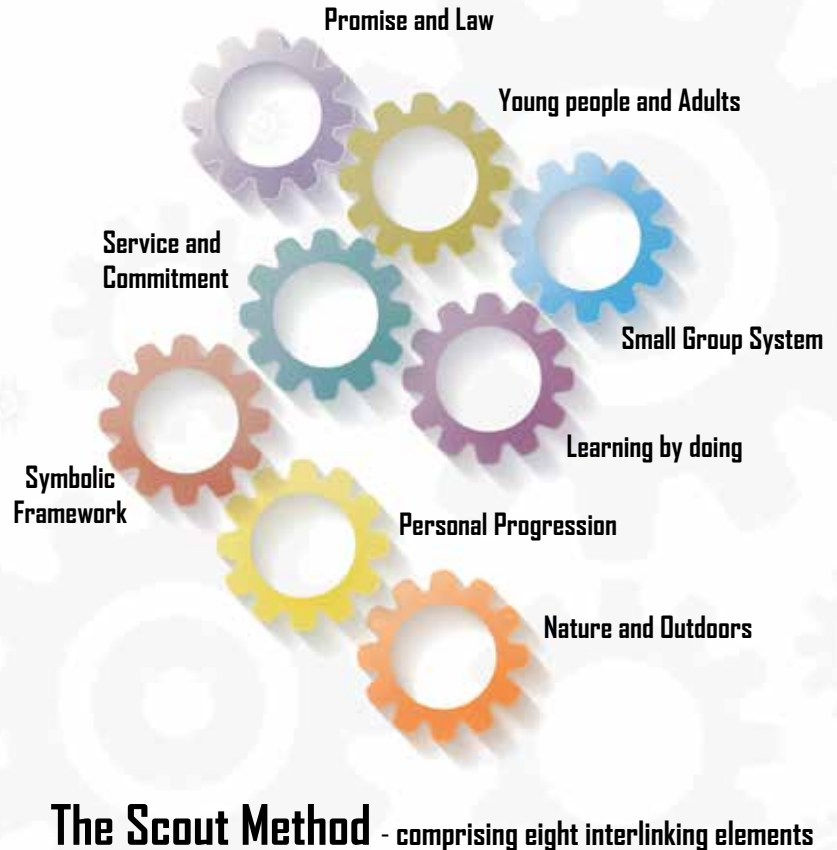 Promise and Law
Young people and Adults
Service and
Commitment
Small Group System
Learning by doing
Symbolic
Framework
Personal Progression
Nature and Outdoors
The Scout Method - comprising eight interlinking elements